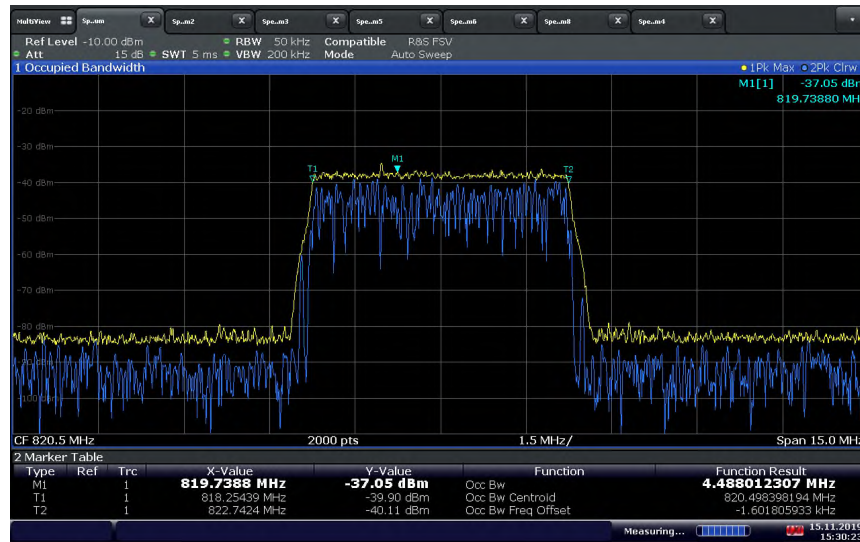 MultiView Sp..um X Sp..m2 X Spe..m3 X Spe..m5 X Spe..m6 X Spe..m8 X Spe..m4 X
Ref Level -10.00 dBm RBW 50 kHz Compatible R&S FSV
Att 15 dB SWT 5 ms VBW 200 kHz Mode Auto Sweep
1 Occupied Bandwidth 1Pk Max 2Pk Clrw
M1[1] -37.05 dBr
819.73880 MH
-20 dBm
-30 dBm
M1
T1 T2
-40 dBm
-50 dBm
-60 dBm
-70 dBm
-80 dBm
CF 820.5 MHz 2000 pts 1.5 MHz/ Span 15.0 MHz
2 Marker Table
Type Ref Trc X-Value Y-Value Function Function Result
M1 1 819.7388 MHz -37.05 dBm Occ Bw 4.488012307 MHz
T1 1 818.25439 MHz -39.90 dBm Occ Bw Centroid 820.498398194 MHz
T2 1 822.7424 MHz -40.11 dBm Occ Bw Freq Offset -1.601805933 kHz
Measuring... 15.11.2019
15:30:23